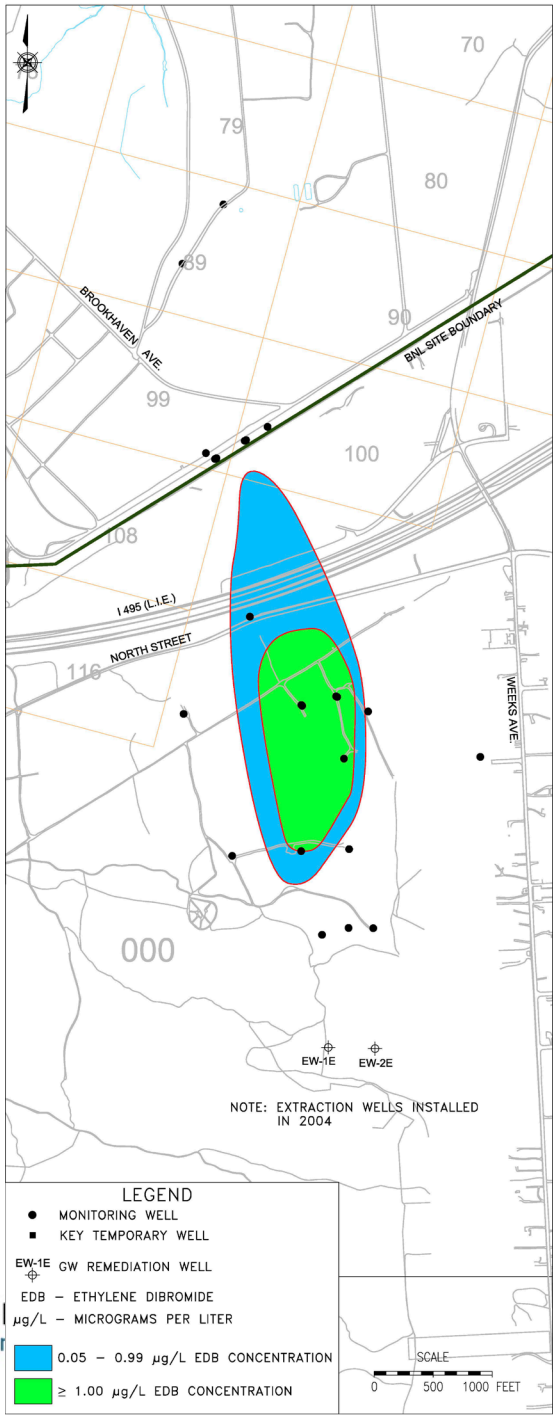 70
79
80
89
90
BROOKHAVEN AVE.
BNL SITE BOUNDARY
99
100
108
I 495 (L.I.E.)
NORTH STREET
116
WEEKS AVE.
000
EW-1E
EW-2E
NOTE: EXTRACTION WELLS INSTALLED
IN 2004
LEGEND
MONITORING WELL
KEY TEMPORARY WELL
EW-1E
GW REMEDIATION WELL
EDB – ETHYLENE DIBROMIDE
µg/L – MICROGRAMS PER LITER
0.05 – 0.99 µg/L EDB CONCENTRATION
≥ 1.00 µg/L EDB CONCENTRATION
SCALE
0 500 1000 FEET